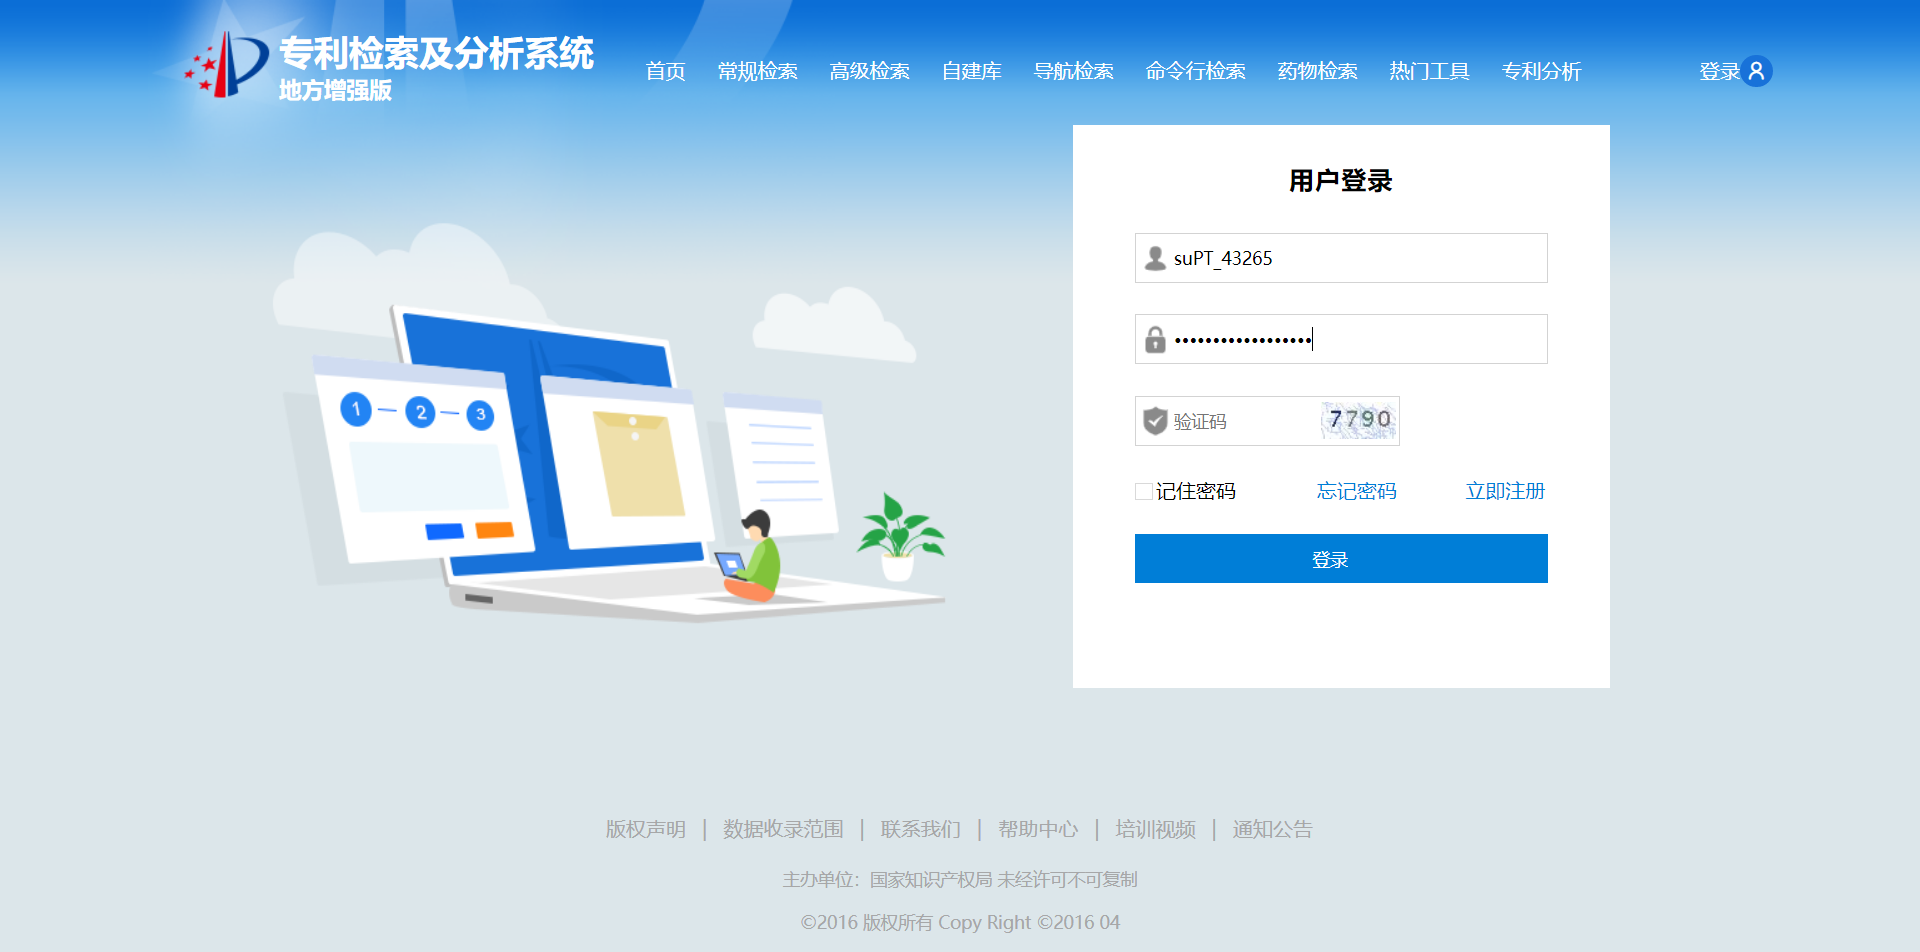 专利检索及分析系统
地方增强版
首页 常规检索 高级检索 自建库 导航检索 命令行检索 药物检索 热门工具 专利分析 登录
用户登录
suPT_43265
••••••••••••••••••
验证码 7790
记住密码 忘记密码 立即注册
登录
1 2 3
版权声明 | 数据收录范围 | 联系我们 | 帮助中心 | 培训视频 | 通知公告
主办单位：国家知识产权局 未经许可不可复制
©2016 版权所有 Copy Right ©2016 04